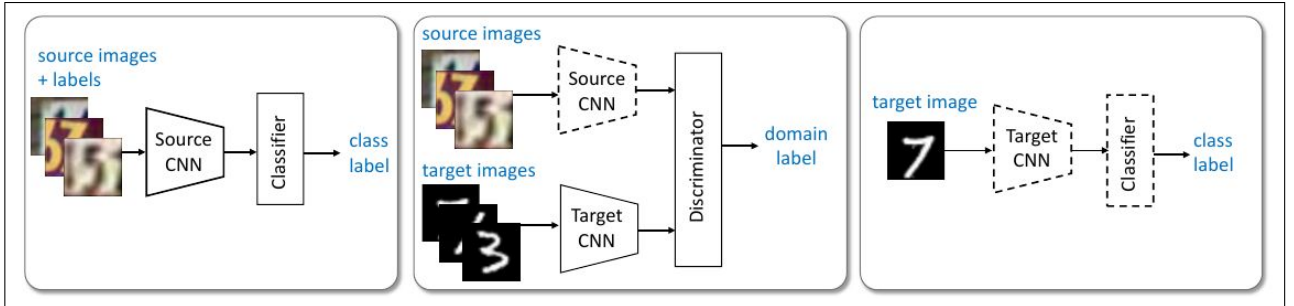 source images
+ labels
Source
CNN
Classifier
class
label
source images
Source
CNN
target images
Target
CNN
Discriminator
domain
label
target image
7
Target
CNN
Classifier
class
label